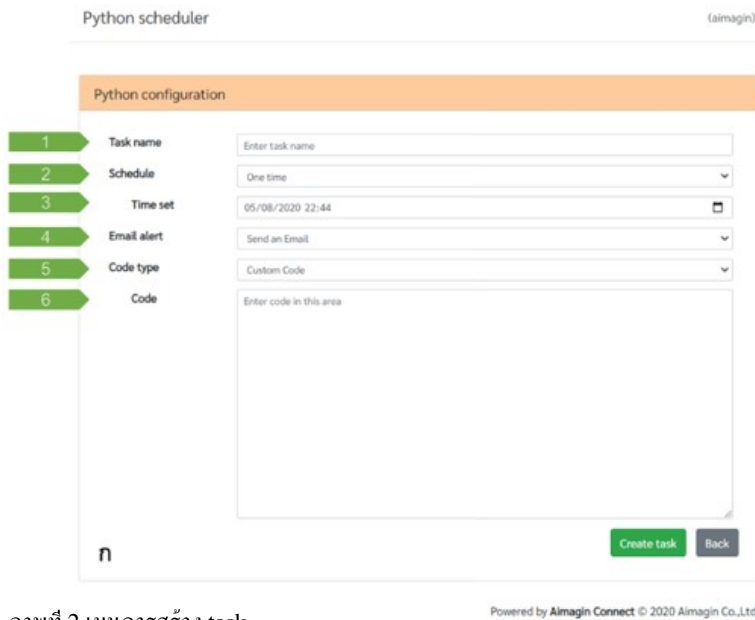 Python scheduler (aimagin)
Python configuration
1 Task name Enter task name
2 Schedule One time
3 Time set 05/08/2020 22:44
4 Email alert Send an Email
5 Code type Custom Code
6 Code Enter code in this area
Create task Back
ก
Powered by Aimagin Connect © 2020 Aimagin Co.,Ltd
2 task